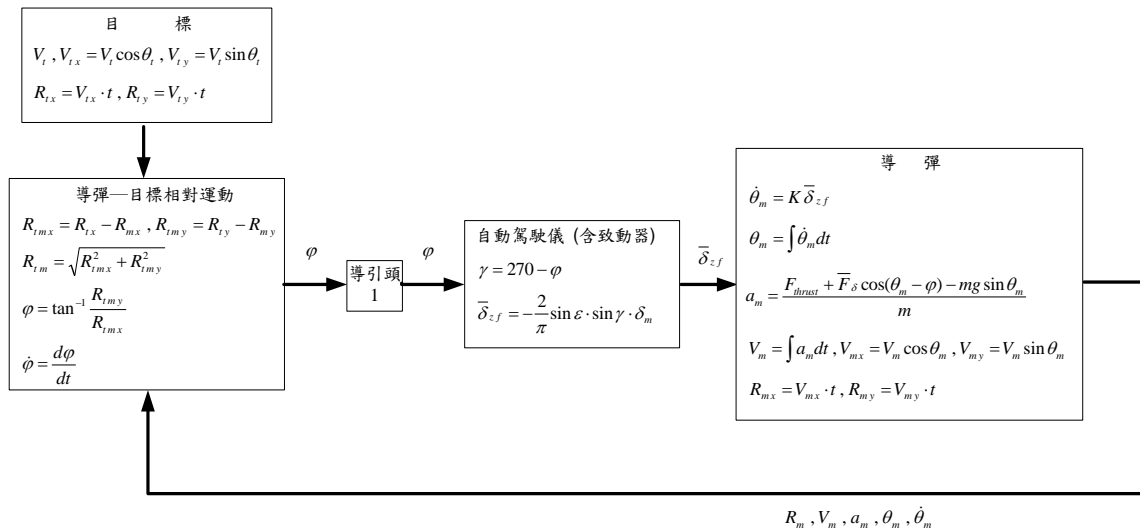 目 標
V_t , V_{tx} = V_t cosθ_t , V_{ty} = V_t sinθ_t
R_{tx} = V_{tx}·t , R_{ty} = V_{ty}·t
導彈—目標相對運動
R_{tmx} = R_{tx} − R_{mx} , R_{tmy} = R_{ty} − R_{my}
R_{tm} = √(R_{tmx}^2 + R_{tmy}^2)
φ = tan^{-1} R_{tmy}/R_{tmx}
φ̇ = dφ/dt
φ
導引頭
1
φ
自動駕駛儀 (含致動器)
γ = 270 − φ
δ̄_{zf} = −2/π sin ε·sin γ·δ_m
δ̄_{zf}
導 彈
θ̇_m = K δ̄_{zf}
θ_m = ∫θ̇_m dt
a_m = (F_{thrust} + F̄_δ cos(θ_m − φ) − mg sinθ_m)/m
V_m = ∫a_m dt , V_{mx} = V_m cosθ_m , V_{my} = V_m sinθ_m
R_{mx} = V_{mx}·t , R_{my} = V_{my}·t
R_m , V_m , a_m , θ_m , θ̇_m